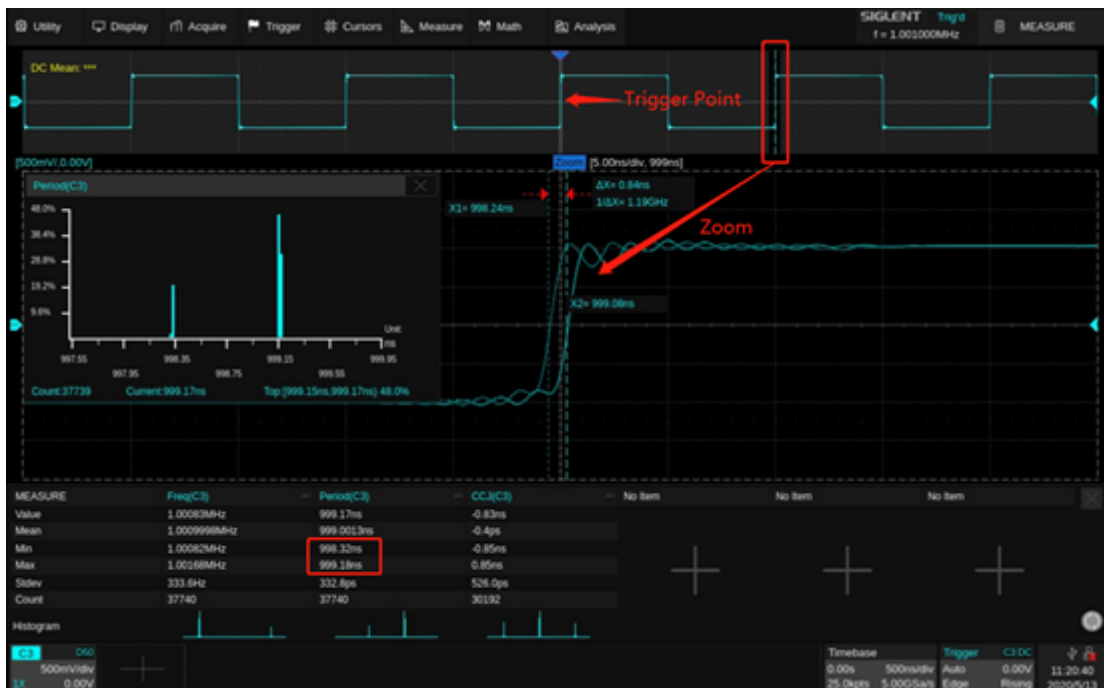 Utility Display Acquire Trigger Cursors Measure Math Analysis SIGLENT Trig'd MEASURE
f = 1.001000MHz
DC Mean: ***
Trigger Point
[500mV/,0.00V] Zoom [5.00ns/div, 999ns]
Period(C3)
ΔX= 0.84ns
1/ΔX= 1.19GHz
X1= 998.24ns
Zoom
X2= 999.08ns
48.0%
38.4%
28.8%
19.2%
9.6%
Unit:
ns
997.55 998.35 999.15 999.95
997.95 998.75 999.55
Count:37739 Current:999.17ns Top:[999.15ns,999.17ns) 48.0%
MEASURE Freq(C3) Period(C3) CCJ(C3) No Item No Item No Item
Value 1.00083MHz 999.17ns -0.83ns
Mean 1.0009998MHz 999.0013ns -0.4ps
Min 1.00082MHz 998.32ns -0.85ns
Max 1.00168MHz 999.18ns 0.85ns
Stdev 333.6Hz 332.8ps 526.0ps
Count 37740 37740 30192
Histogram
C3 D50 Timebase Trigger C3 DC
500mV/div 0.00s 500ns/div Auto 0.00V 11:20:40
1X 0.00V 25.0kpts 5.00GSa/s Edge Rising 2020/5/13